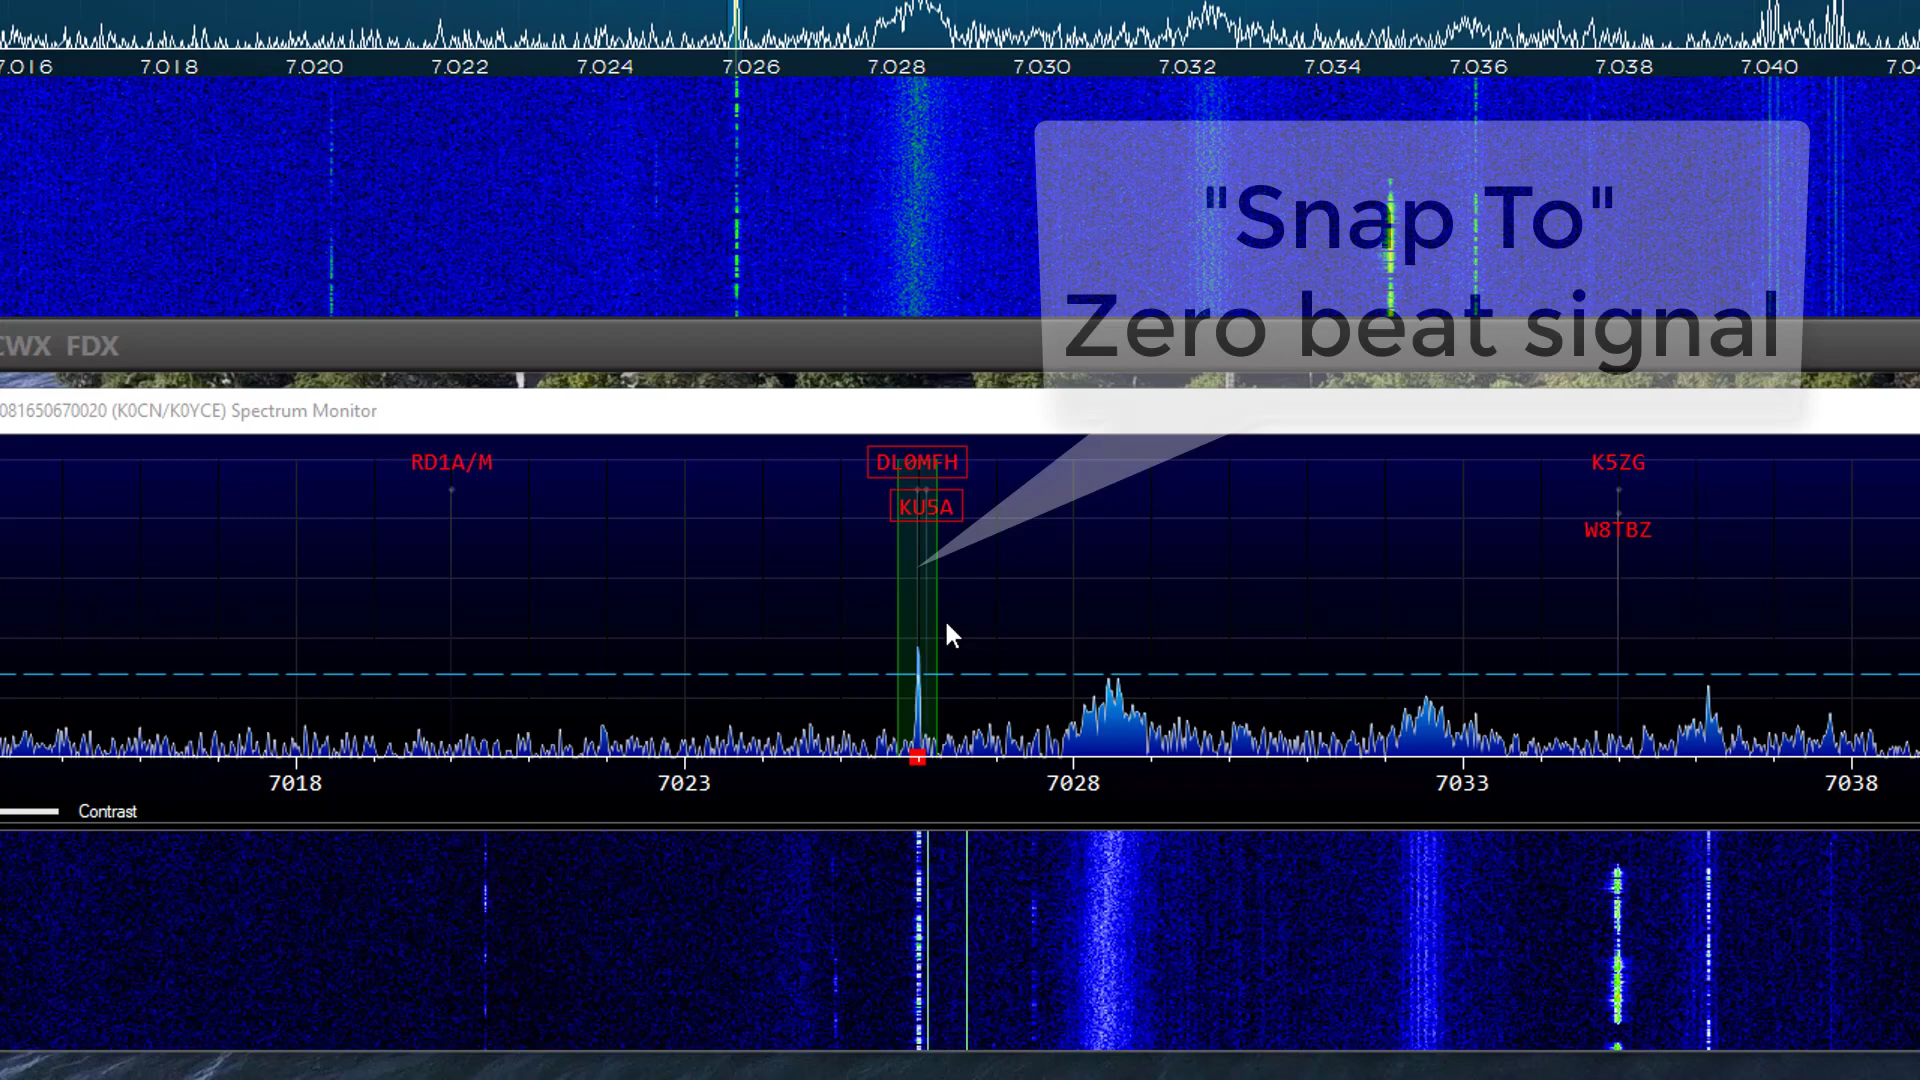 7.016 7.018 7.020 7.022 7.024 7.026 7.028 7.030 7.032 7.034 7.036 7.038 7.040
"Snap To"
Zero beat signal
CWX FDX
081650670020 (K0CN/K0YCE) Spectrum Monitor
RD1A/M DL0MFH K5ZG
KU5A
W8TBZ
7018 7023 7028 7033 7038
Contrast